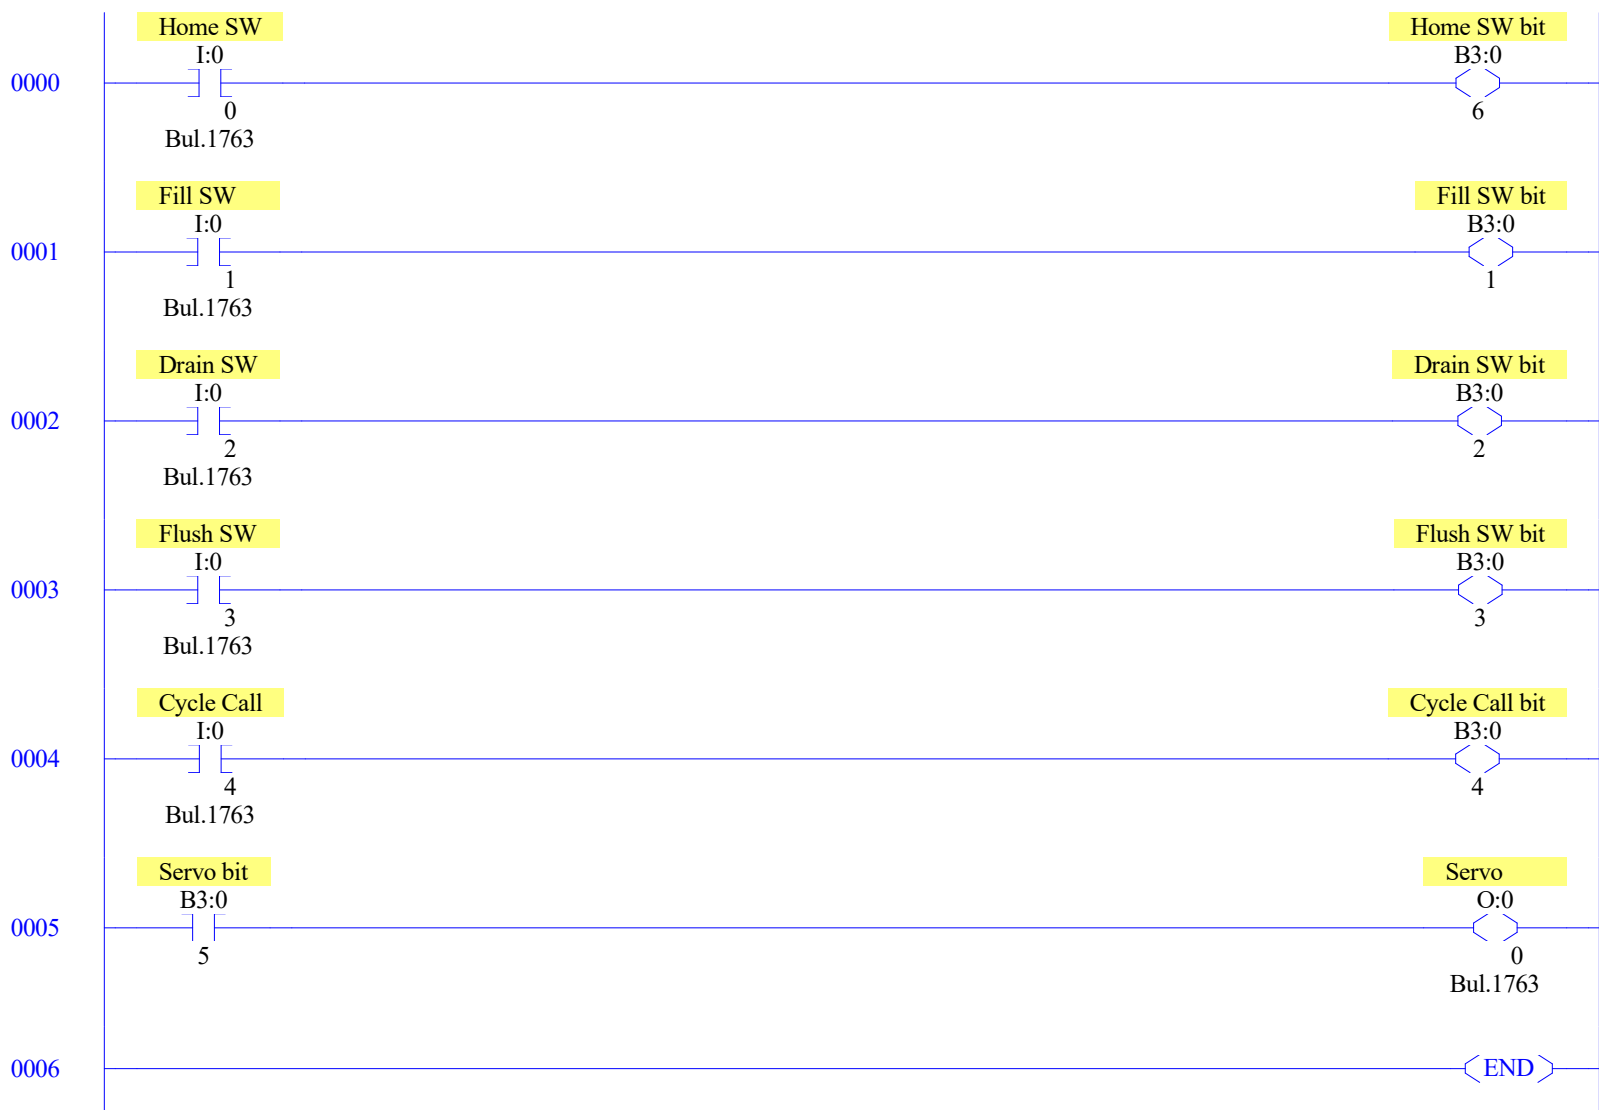 Home SW Home SW bit
I:0 B3:0
0000
0 6
Bul.1763
Fill SW Fill SW bit
I:0 B3:0
0001
1 1
Bul.1763
Drain SW Drain SW bit
I:0 B3:0
0002
2 2
Bul.1763
Flush SW Flush SW bit
I:0 B3:0
0003
3 3
Bul.1763
Cycle Call Cycle Call bit
I:0 B3:0
0004
4 4
Bul.1763
Servo bit Servo
B3:0 O:0
0005
5 0
Bul.1763
0006 END